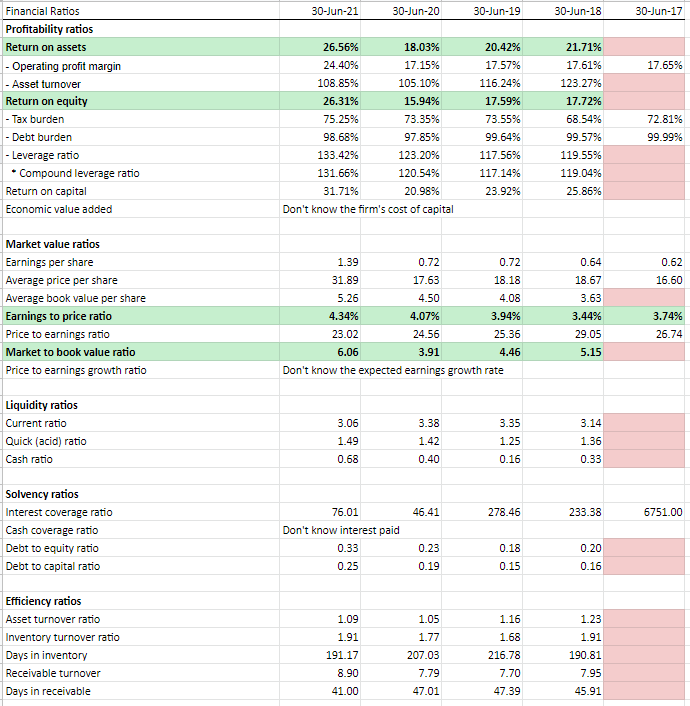 Financial Ratios 30-Jun-21 30-Jun-20 30-Jun-19 30-Jun-18 30-Jun-17
Profitability ratios
Return on assets 26.56% 18.03% 20.42% 21.71%
- Operating profit margin 24.40% 17.15% 17.57% 17.61% 17.65%
- Asset turnover 108.85% 105.10% 116.24% 123.27%
Return on equity 26.31% 15.94% 17.59% 17.72%
- Tax burden 75.25% 73.35% 73.55% 68.54% 72.81%
- Debt burden 98.68% 97.85% 99.64% 99.57% 99.99%
- Leverage ratio 133.42% 123.20% 117.56% 119.55%
* Compound leverage ratio 131.66% 120.54% 117.14% 119.04%
Return on capital 31.71% 20.98% 23.92% 25.86%
Economic value added Don't know the firm's cost of capital
Market value ratios
Earnings per share 1.39 0.72 0.72 0.64 0.62
Average price per share 31.89 17.63 18.18 18.67 16.60
Average book value per share 5.26 4.50 4.08 3.63
Earnings to price ratio 4.34% 4.07% 3.94% 3.44% 3.74%
Price to earnings ratio 23.02 24.56 25.36 29.05 26.74
Market to book value ratio 6.06 3.91 4.46 5.15
Price to earnings growth ratio Don't know the expected earnings growth rate
Liquidity ratios
Current ratio 3.06 3.38 3.35 3.14
Quick (acid) ratio 1.49 1.42 1.25 1.36
Cash ratio 0.68 0.40 0.16 0.33
Solvency ratios
Interest coverage ratio 76.01 46.41 278.46 233.38 6751.00
Cash coverage ratio Don't know interest paid
Debt to equity ratio 0.33 0.23 0.18 0.20
Debt to capital ratio 0.25 0.19 0.15 0.16
Efficiency ratios
Asset turnover ratio 1.09 1.05 1.16 1.23
Inventory turnover ratio 1.91 1.77 1.68 1.91
Days in inventory 191.17 207.03 216.78 190.81
Receivable turnover 8.90 7.79 7.70 7.95
Days in receivable 41.00 47.01 47.39 45.91